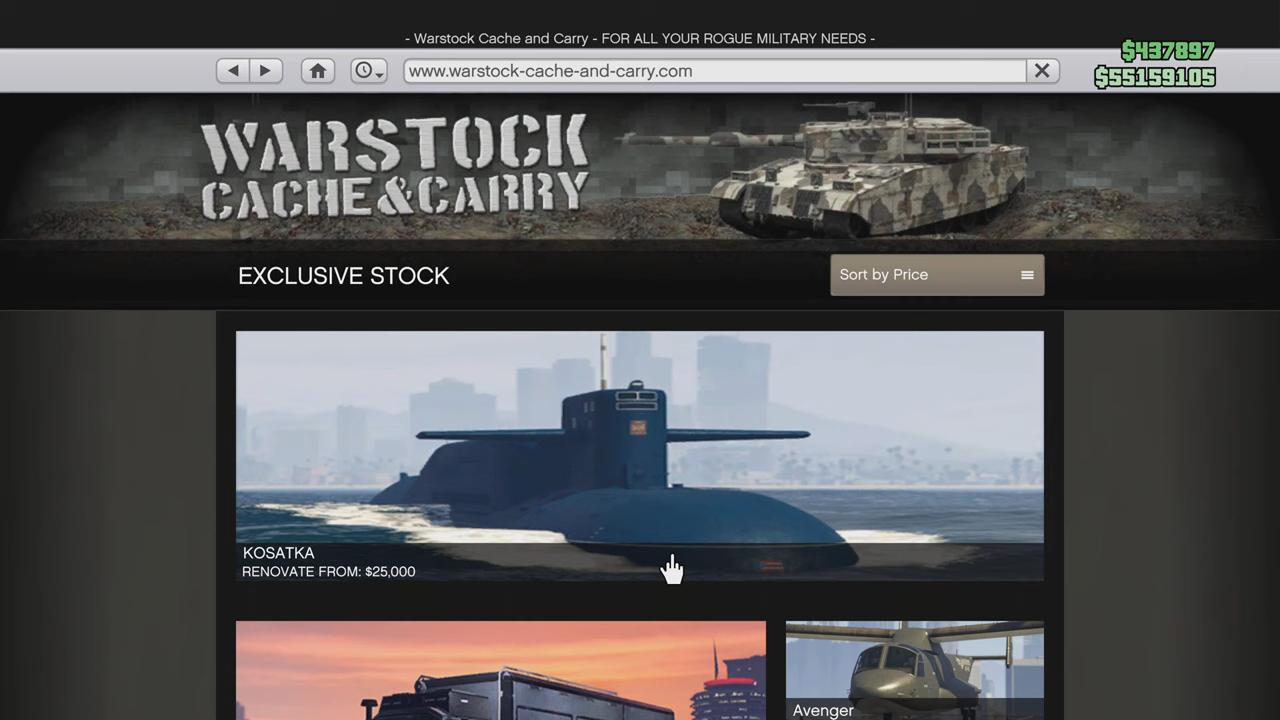 - Warstock Cache and Carry - FOR ALL YOUR ROGUE MILITARY NEEDS -
$437897
www.warstock-cache-and-carry.com
$55159105
WARSTOCK
CACHE&CARRY
EXCLUSIVE STOCK
Sort by Price
KOSATKA
RENOVATE FROM: $25,000
Avenger